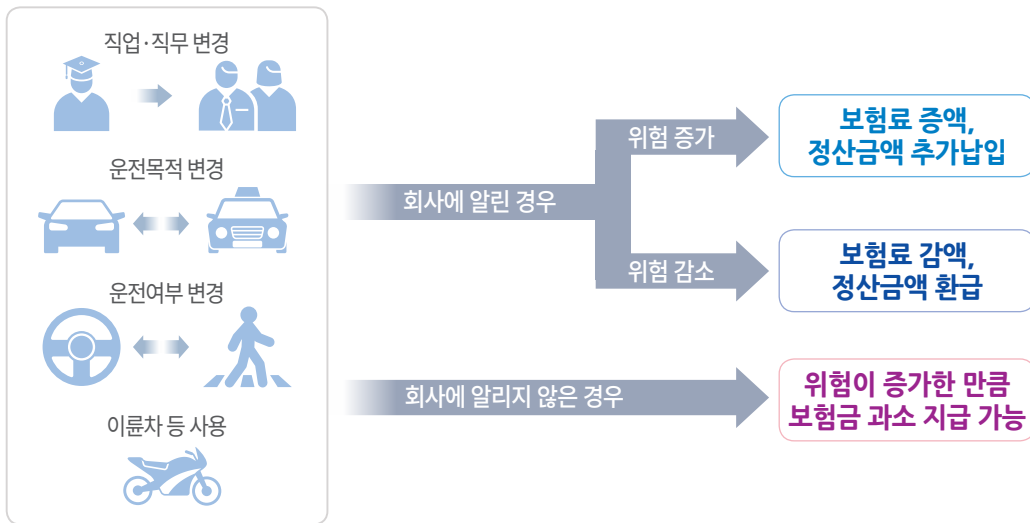 직업·직무 변경
운전목적 변경
운전여부 변경
이륜차 등 사용
회사에 알린 경우
위험 증가
보험료 증액,
정산금액 추가납입
위험 감소
보험료 감액,
정산금액 환급
회사에 알리지 않은 경우
위험이 증가한 만큼
보험금 과소 지급 가능